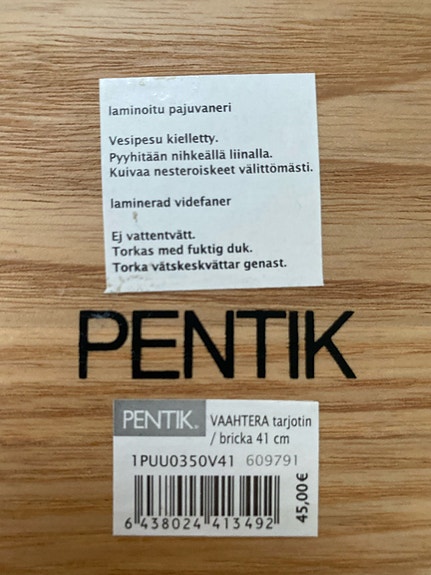 laminoitu pajuvaneri
Vesipesu kielletty.
Pyyhitään nihkeällä liinalla.
Kuivaa nesteroiskeet välittömästi.
laminerad videfaner
Ej vattentvätt.
Torkas med fuktig duk.
Torka vätskeskvättar genast.
PENTIK
PENTIK® VAAHTERA tarjotin
/ bricka 41 cm
1PUU0350V41 609791
45,00€
6 438024 413492